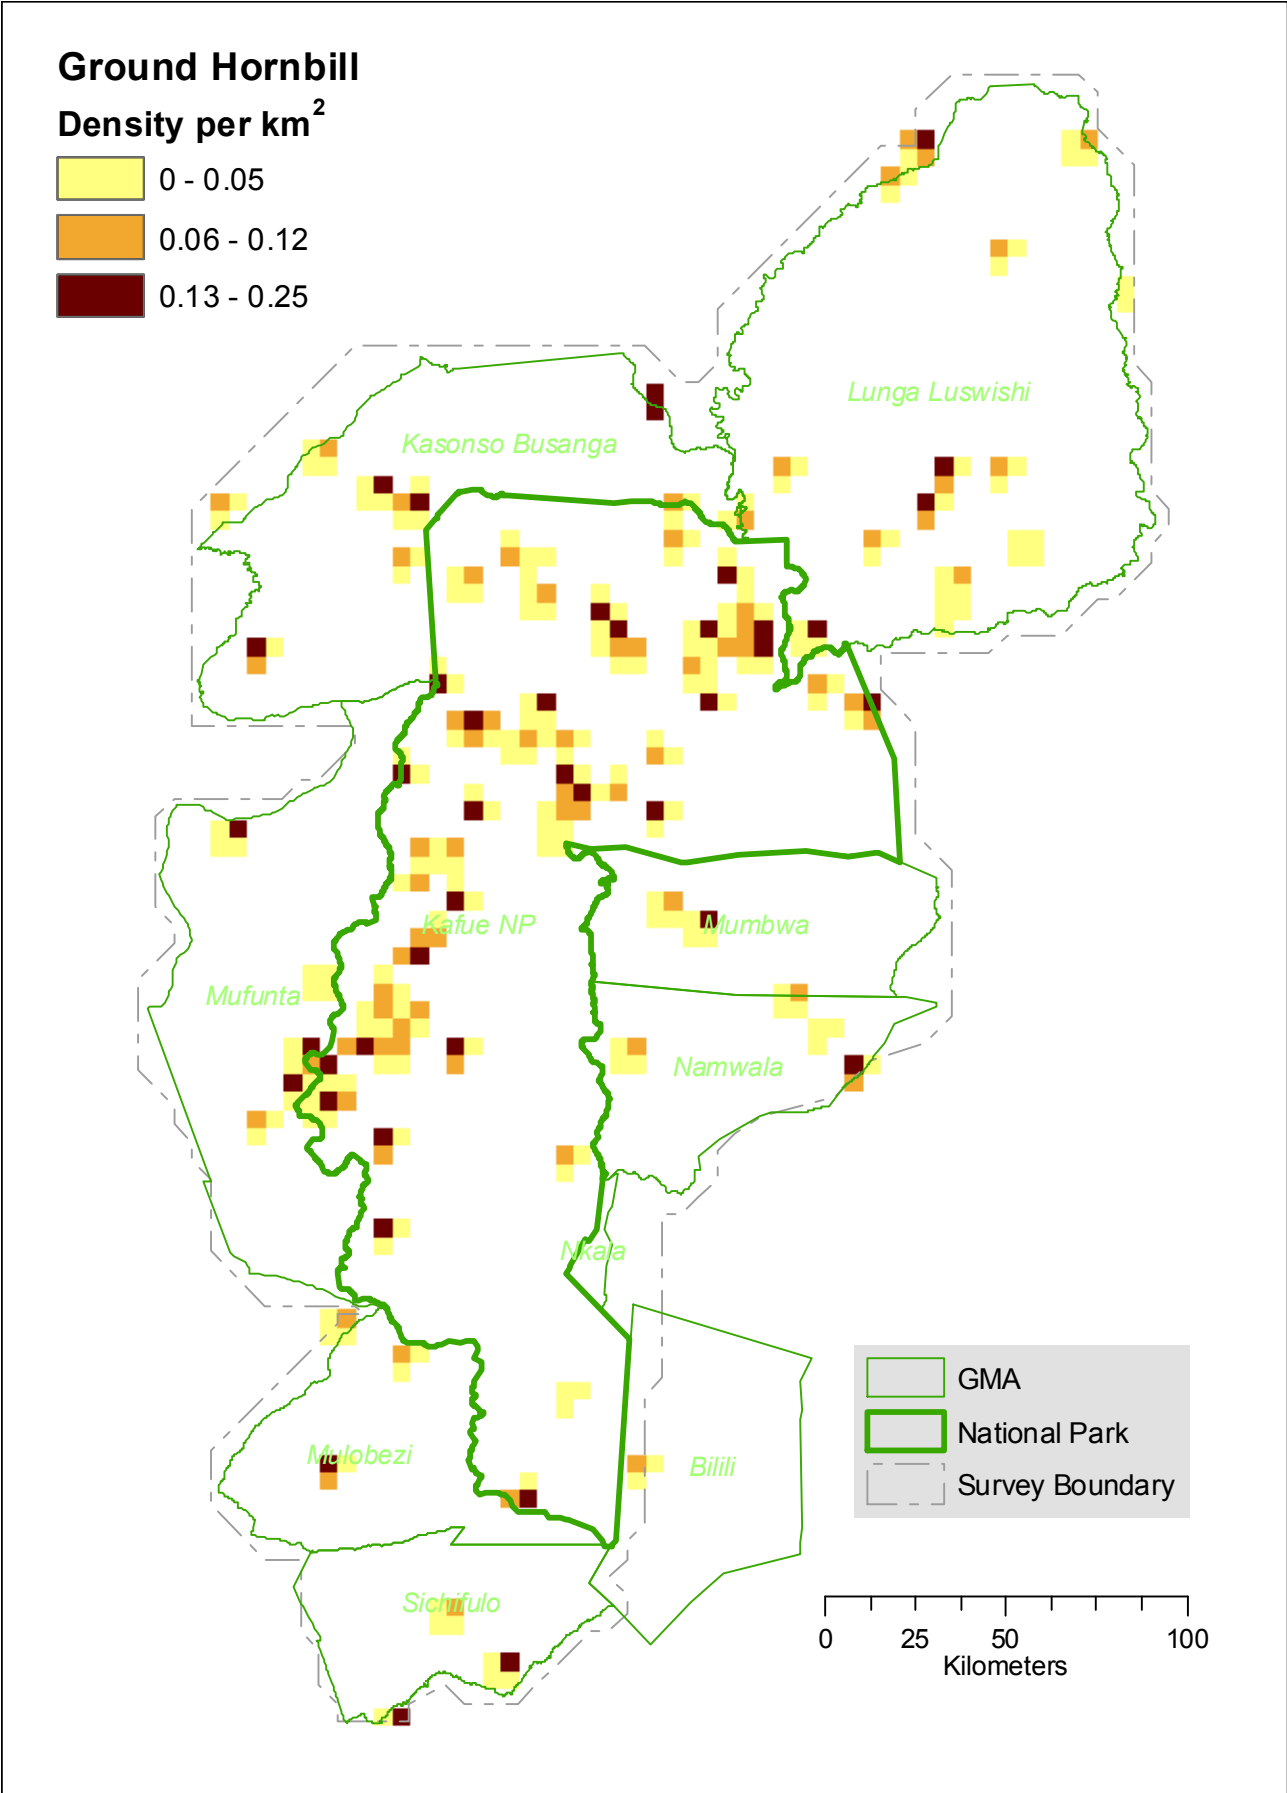 Ground Hornbill
Density per km²
0 - 0.05
0.06 - 0.12
0.13 - 0.25
Lunga Luswishi
Kasonso Busanga
Kafue NP
Mumbwa
Mufunta
Namwala
Nkala
Mulobezi
Bilili
Sichifulo
GMA
National Park
Survey Boundary
0 25 50 100
Kilometers